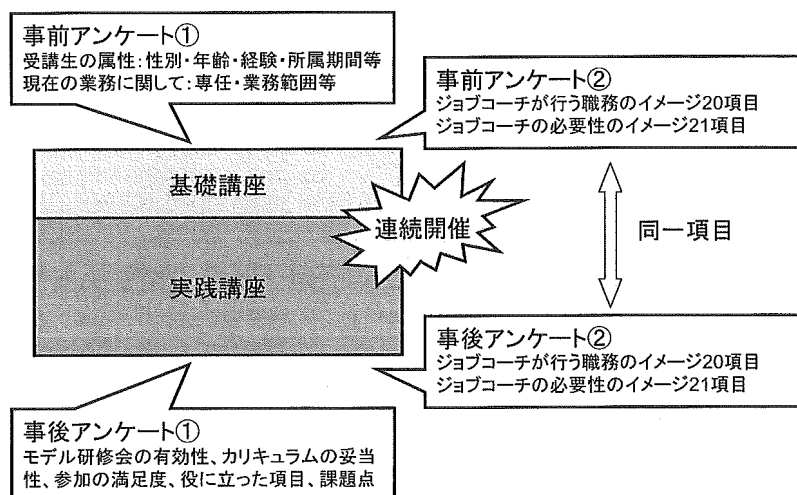 事前アンケート①
受講生の属性:性別・年齢・経験・所属期間等
現在の業務に関して:専任・業務範囲等
事前アンケート②
ジョブコーチが行う職務のイメージ20項目
ジョブコーチの必要性のイメージ21項目
基礎講座
連続開催
同一項目
実践講座
事後アンケート②
ジョブコーチが行う職務のイメージ20項目
ジョブコーチの必要性のイメージ21項目
事後アンケート①
モデル研修会の有効性、カリキュラムの妥当
性、参加の満足度、役に立った項目、課題点